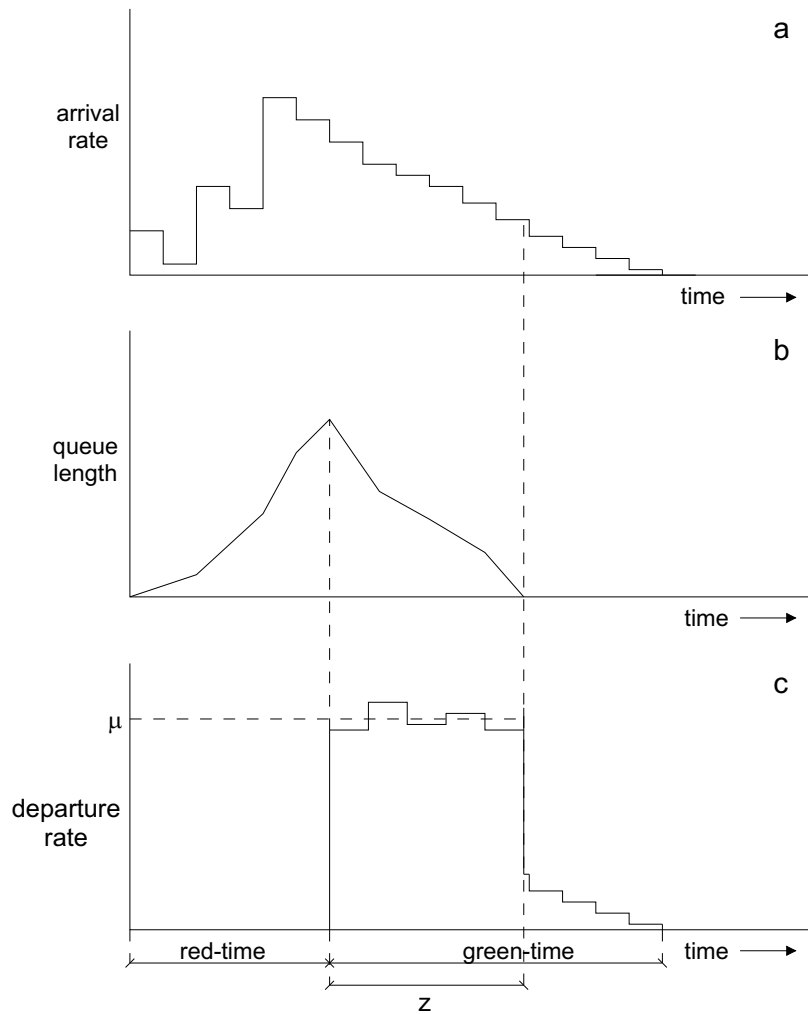 a
arrival
rate
time
b
queue
length
time
c
μ
departure
rate
red-time
green-time
time
z